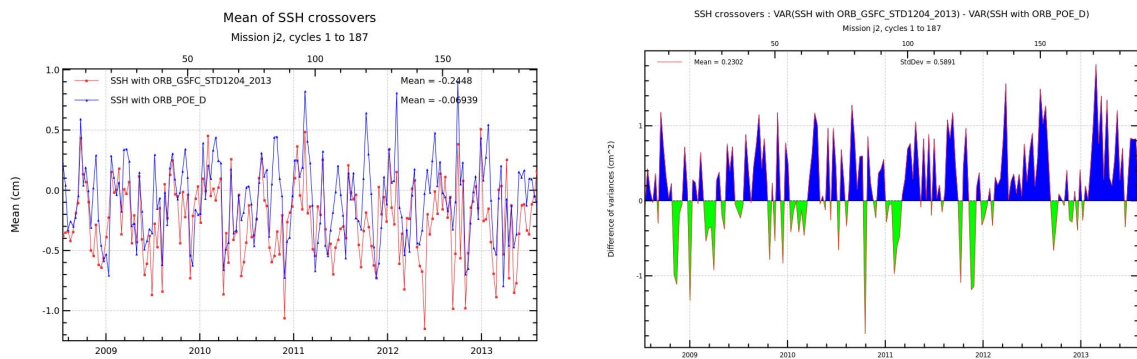 Mean of SSH crossovers
Mission j2, cycles 1 to 187
50 100 150
SSH with ORB_GSFC_STD1204_2013 Mean = -0.2448
SSH with ORB_POE_D Mean = -0.06939
Mean (cm)
1.0
0.5
0.0
-0.5
-1.0
2009 2010 2011 2012 2013
SSH crossovers : VAR(SSH with ORB_GSFC_STD1204_2013) - VAR(SSH with ORB_POE_D)
Mission j2, cycles 1 to 187
50 100 150
Mean = 0.2302 StdDev = 0.5891
Difference of variances (cm^2)
1
0
-1
2009 2010 2011 2012 2013